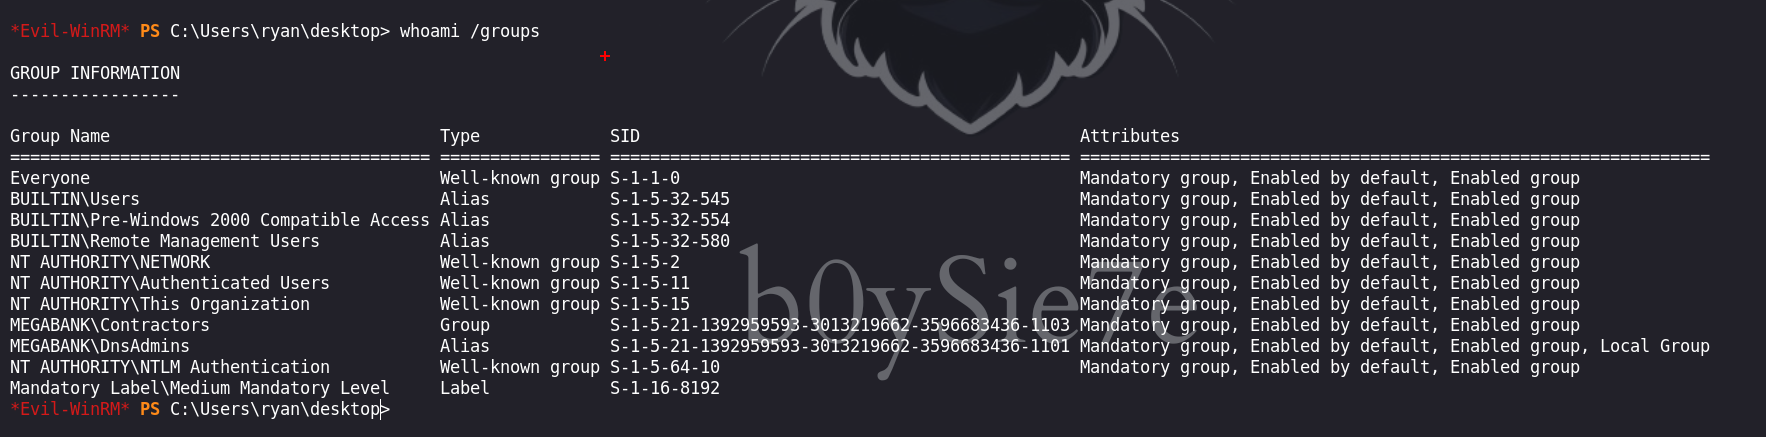 *Evil-WinRM* PS C:\Users\ryan\desktop> whoami /groups
GROUP INFORMATION
-----------------
Group Name                                 Type             SID                                            Attributes
========================================== ================ ============================================== ===============================================================
Everyone                                   Well-known group S-1-1-0                                        Mandatory group, Enabled by default, Enabled group
BUILTIN\Users                              Alias            S-1-5-32-545                                   Mandatory group, Enabled by default, Enabled group
BUILTIN\Pre-Windows 2000 Compatible Access Alias            S-1-5-32-554                                   Mandatory group, Enabled by default, Enabled group
BUILTIN\Remote Management Users            Alias            S-1-5-32-580                                   Mandatory group, Enabled by default, Enabled group
NT AUTHORITY\NETWORK                       Well-known group S-1-5-2                                        Mandatory group, Enabled by default, Enabled group
NT AUTHORITY\Authenticated Users           Well-known group S-1-5-11                                       Mandatory group, Enabled by default, Enabled group
NT AUTHORITY\This Organization             Well-known group S-1-5-15                                       Mandatory group, Enabled by default, Enabled group
MEGABANK\Contractors                       Group            S-1-5-21-1392959593-3013219662-3596683436-1103 Mandatory group, Enabled by default, Enabled group
MEGABANK\DnsAdmins                         Alias            S-1-5-21-1392959593-3013219662-3596683436-1101 Mandatory group, Enabled by default, Enabled group, Local Group
NT AUTHORITY\NTLM Authentication           Well-known group S-1-5-64-10                                    Mandatory group, Enabled by default, Enabled group
Mandatory Label\Medium Mandatory Level     Label            S-1-16-8192
*Evil-WinRM* PS C:\Users\ryan\desktop>
b0ySie7e